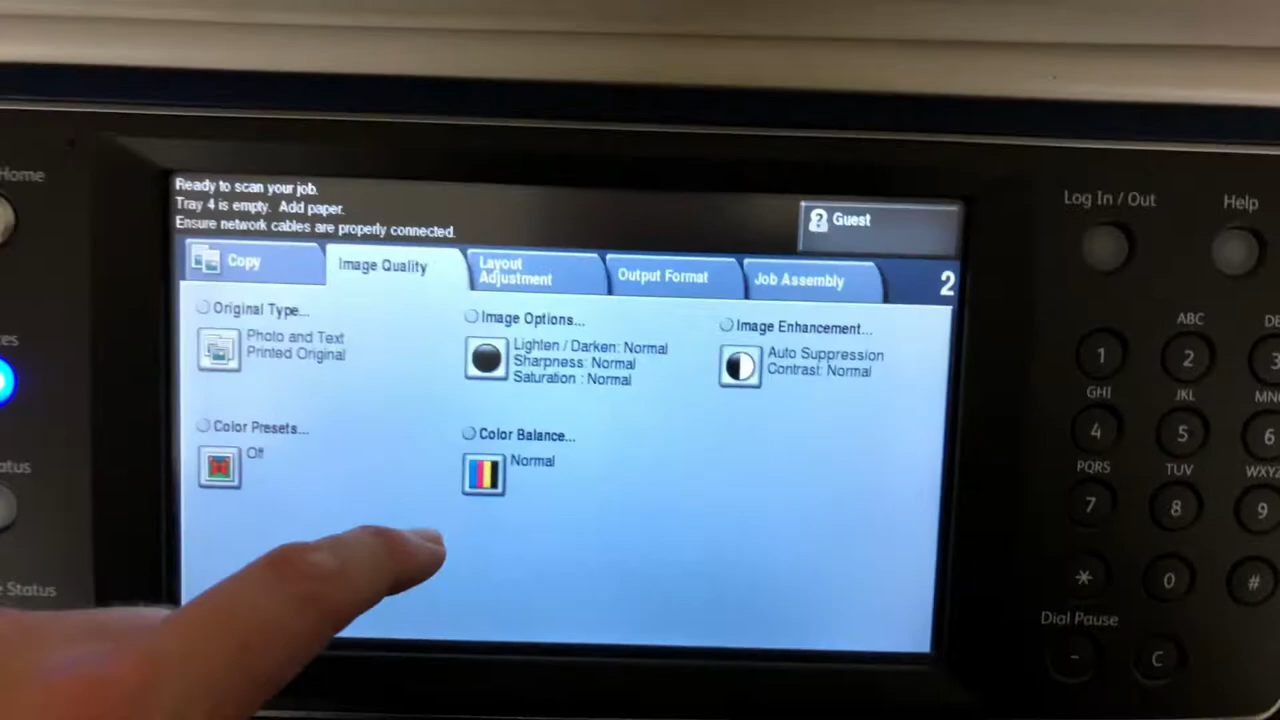 Home
Ready to scan your job.
Tray 4 is empty. Add paper.
Ensure network cables are properly connected.
Guest
Log In / Out
Help
Copy
Image Quality
Layout
Adjustment
Output Format
Job Assembly
2
Original Type...
Photo and Text
Printed Original
Image Options...
Lighten / Darken: Normal
Sharpness: Normal
Saturation : Normal
Image Enhancement...
Auto Suppression
Contrast: Normal
Color Presets...
Off
Color Balance...
Normal
ABC
1
2
3
GHI
JKL
4
5
6
PQRS
TUV
WXYZ
7
8
9
*
0
#
Status
Dial Pause
-
C